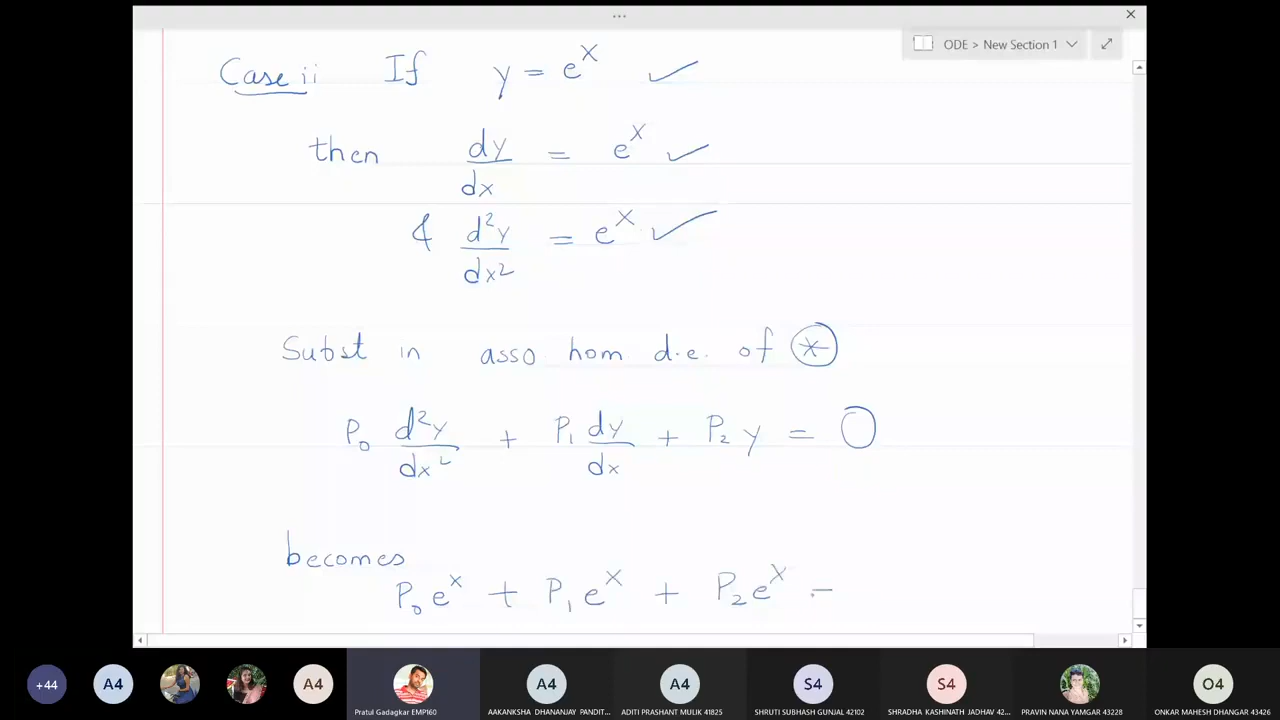 ODE > New Section 1
Case ii If y = e^x ✓
then dy/dx = e^x ✓
& d²y/dx² = e^x ✓
Subst in asso. hom d.e. of (*)
P₀ d²y/dx² + P₁ dy/dx + P₂ y = 0
becomes
P₀e^x + P₁e^x + P₂e^x =
+44 A4 A4 Pratul Gadagkar EMP160 A4 AAKANKSHA DHANANJAY PANDIT... A4 ADITI PRASHANT MULIK 41825 S4 SHRUTI SUBHASH GUNJAL 42102 S4 SHRADHA KASHINATH JADHAV 42... PRAVIN NANA YAMGAR 43228 O4 ONKAR MAHESH DHANGAR 43426